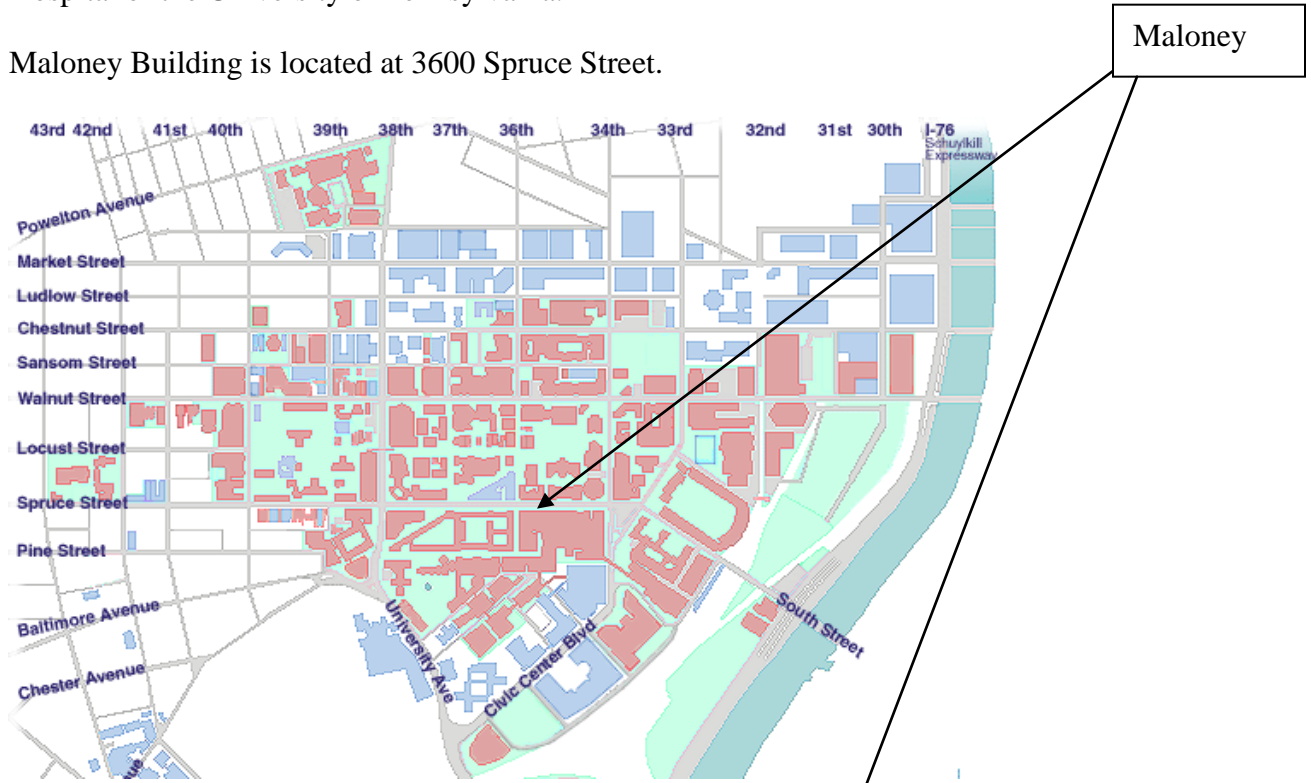 Maloney
Maloney Building is located at 3600 Spruce Street.
43rd 42nd 41st 40th 39th 38th 37th 36th 34th 33rd 32nd 31st 30th I-76
Schuylkill
Expressway
Powelton Avenue
Market Street
Ludlow Street
Chestnut Street
Sansom Street
Walnut Street
Locust Street
Spruce Street
Pine Street
Baltimore Avenue
Chester Avenue
University Ave
Civic Center Blvd
South Street